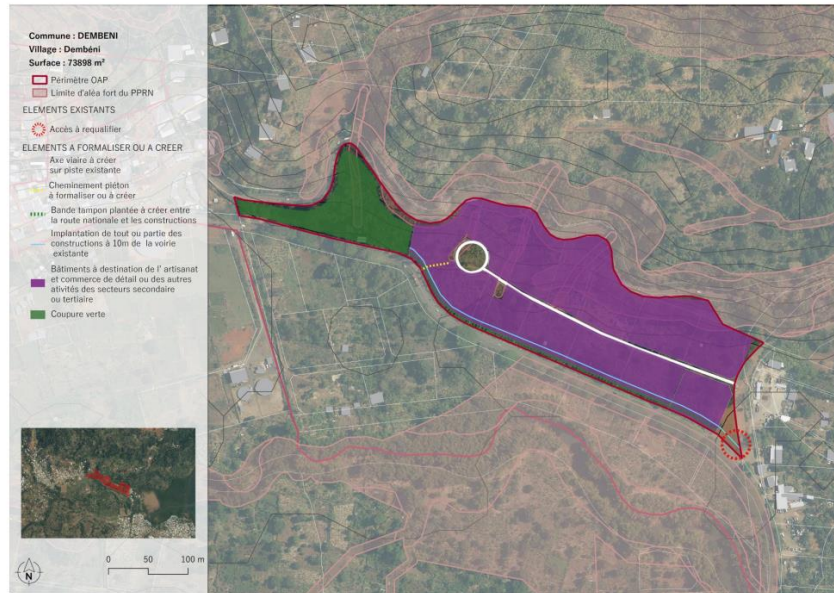 Commune : DEMBENI
Village : Dembéni
Surface : 73898 m²
Périmètre OAP
Limite d'aléa fort du PPRN
ELEMENTS EXISTANTS
Accès à requalifier
ELEMENTS A FORMALISER OU A CREER
Axe viaire à créer
sur piste existante
Cheminement piéton
à formaliser ou à créer
Bande tampon plantée à créer entre
la route nationale et les constructions
Implantation de tout ou partie des
constructions à 10m de la voirie
existante
Bâtiments à destination de l' artisanat
et commerce de détail ou des autres
ativités des secteurs secondaire
ou tertiaire
Coupure verte
N
0 50 100 m